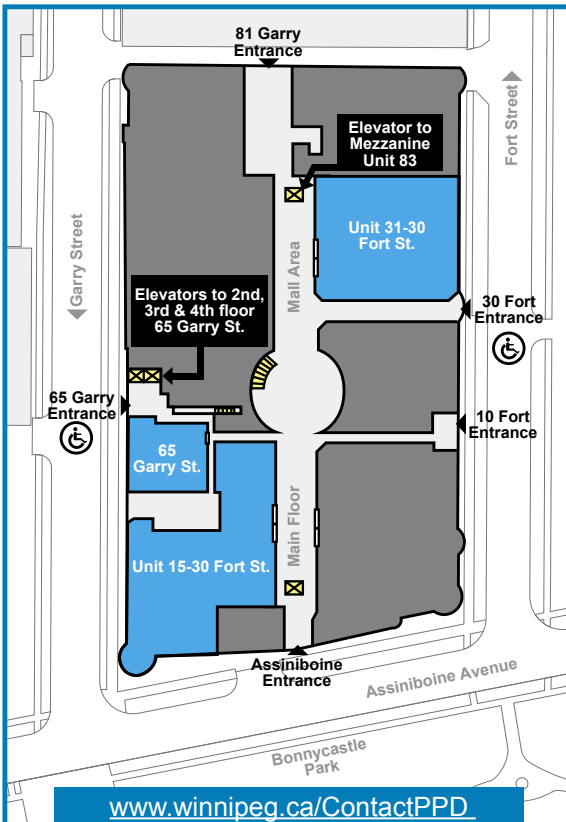 81 Garry
Entrance
Fort Street
Elevator to
Mezzanine
Unit 83
Garry Street
Unit 31-30
Fort St.
Mall Area
Elevators to 2nd,
3rd & 4th floor
65 Garry St.
30 Fort
Entrance
65 Garry
Entrance
10 Fort
Entrance
65
Garry St.
Main Floor
Unit 15-30 Fort St.
Assiniboine
Entrance
Assiniboine Avenue
Bonnycastle
Park
www.winnipeg.ca/ContactPPD